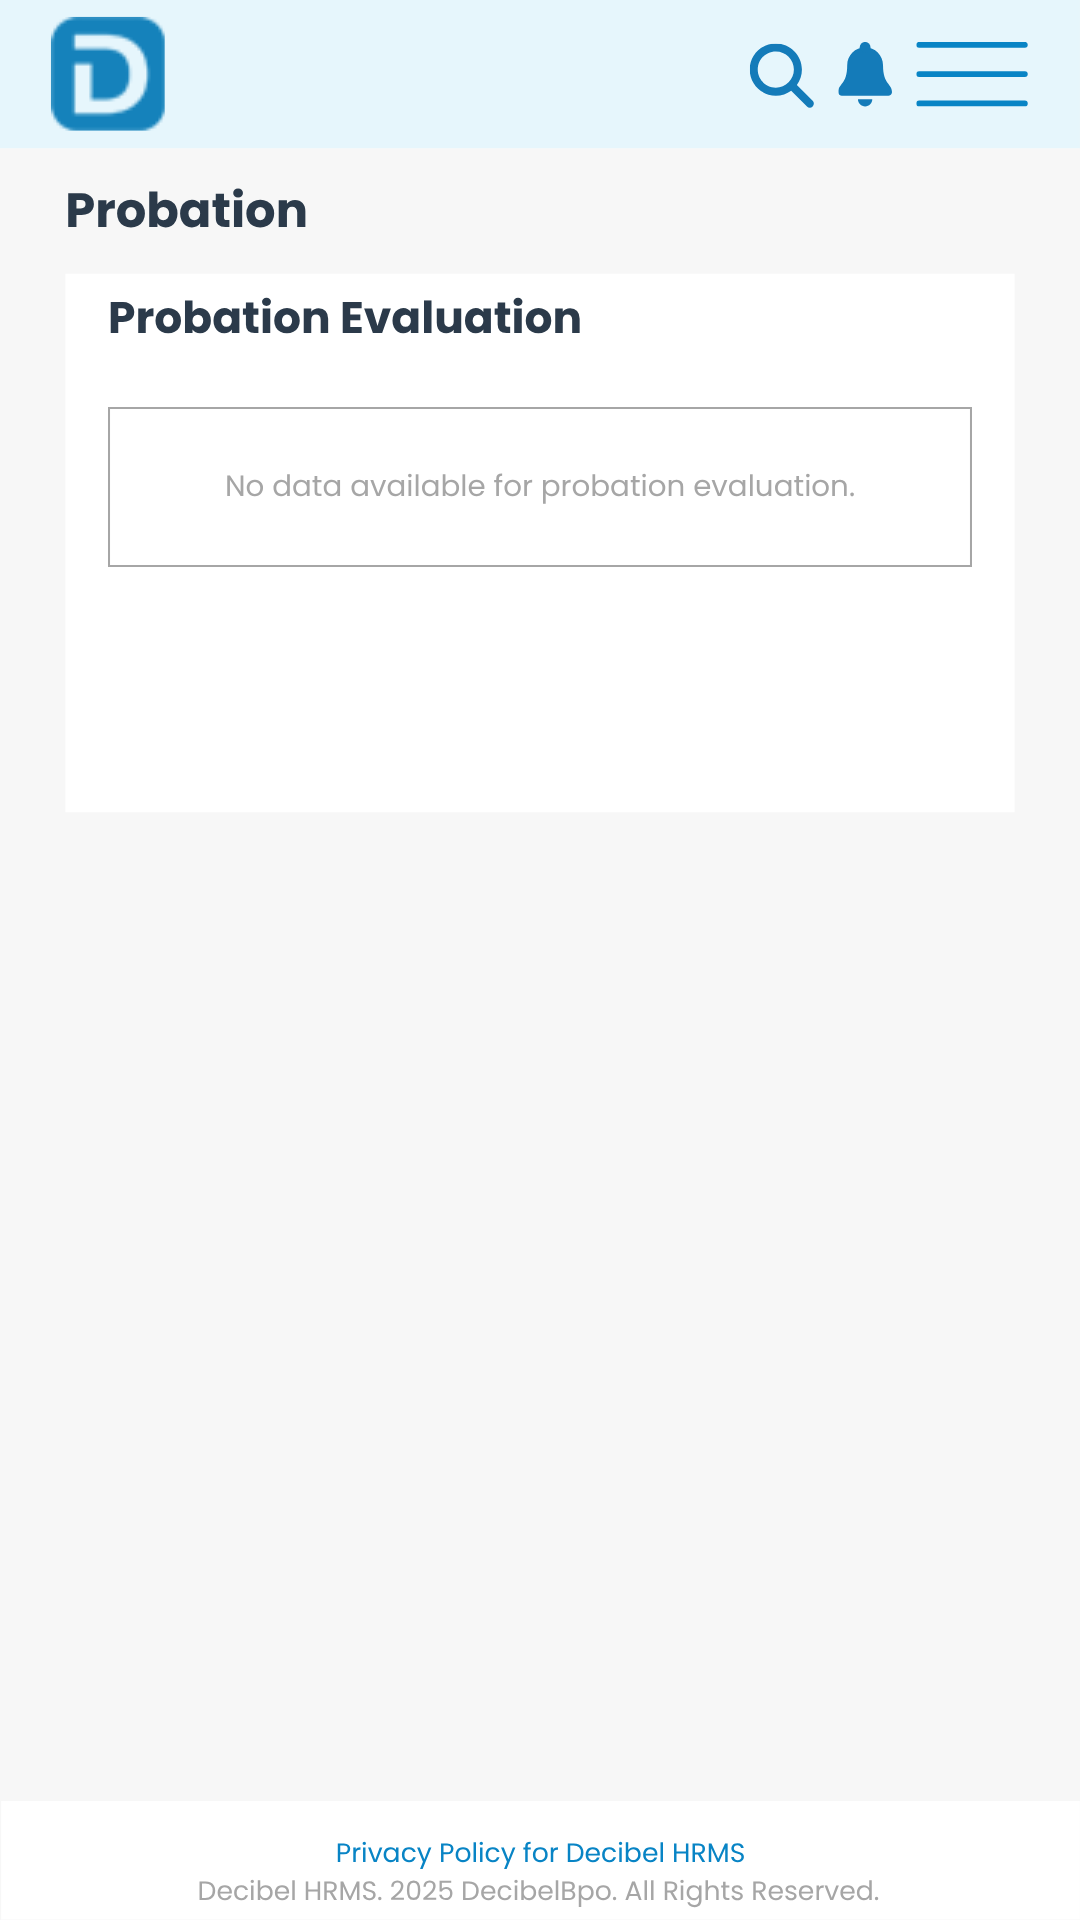 D
Probation
Probation Evaluation
No data available for probation evaluation.
Privacy Policy for Decibel HRMS
Decibel HRMS. 2025 DecibelBpo. All Rights Reserved.